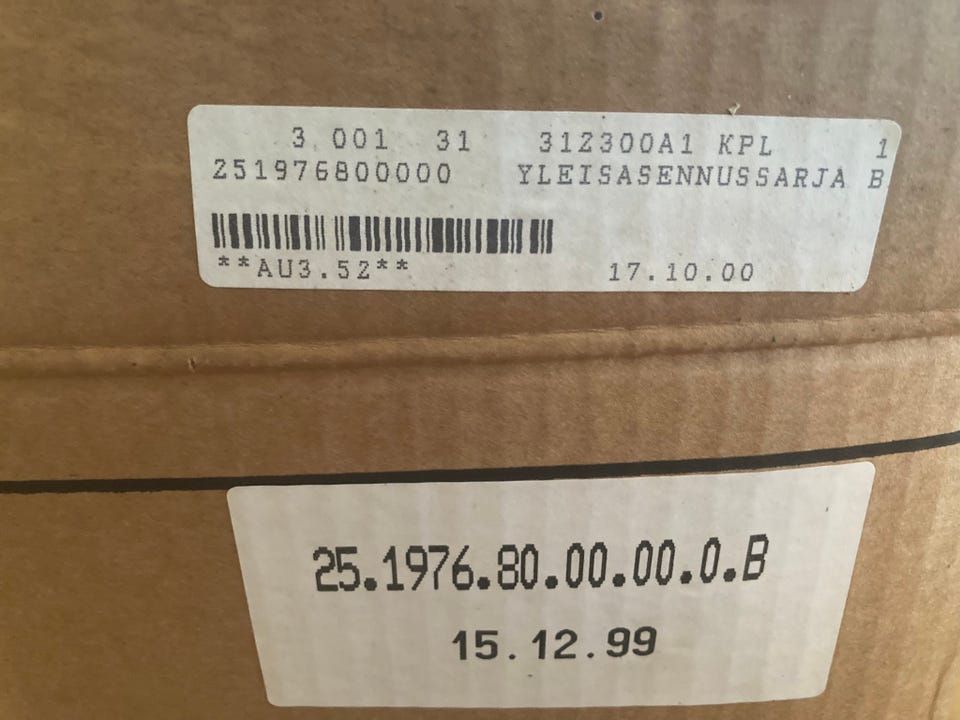 3 001 31 312300A1 KPL 1
251976800000 YLEISASENNUSSARJA B
**AU3.52** 17.10.00
25.1976.80.00.00.0.B
15.12.99